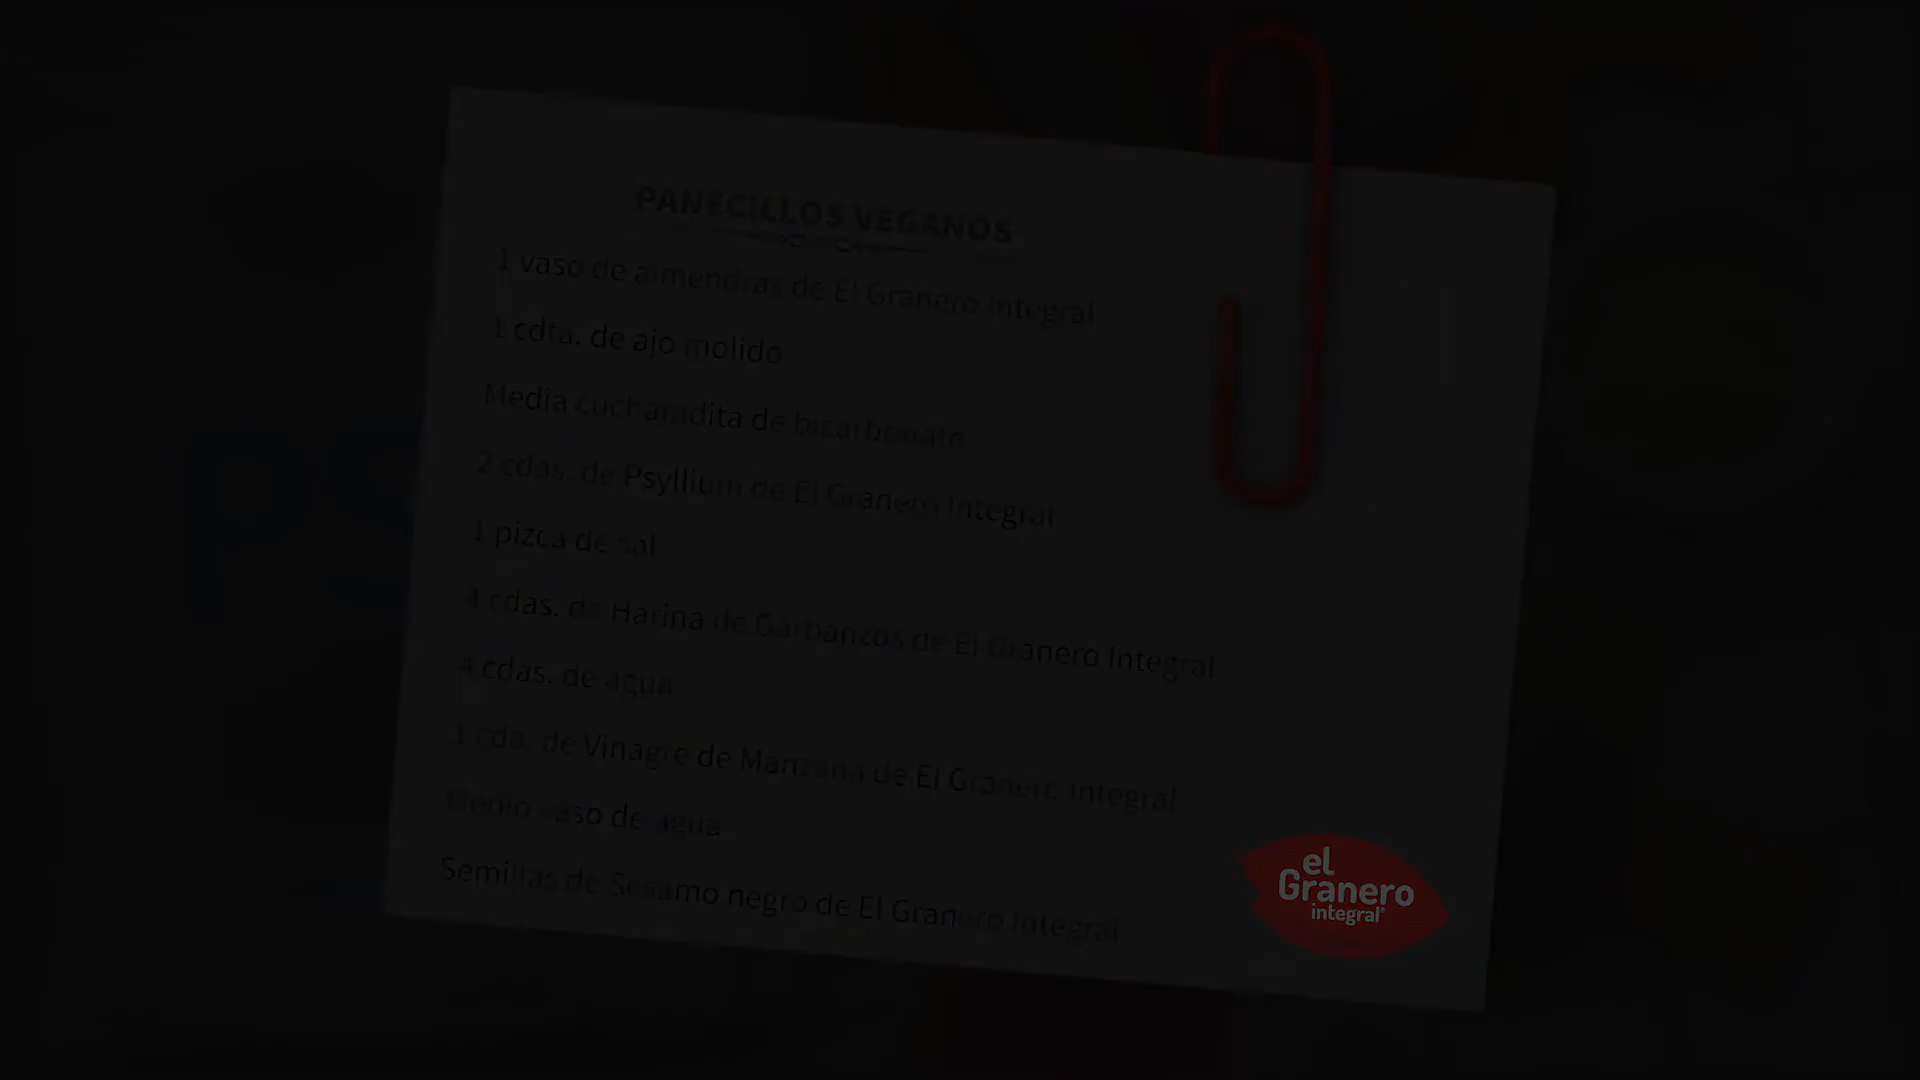 PANECILLOS VEGANOS
1 vaso de almendras de El Granero Integral
1 cdta. de ajo molido
Media cucharadita de bicarbonato
2 cdas. de Psyllium de El Granero Integral
1 pizca de sal
4 cdas. de Harina de Garbanzos de El Granero Integral
4 cdas. de agua
1 cda. de Vinagre de Manzana de El Granero Integral
Medio vaso de agua
Semillas de Sesamo negro de El Granero Integral
el
Granero
integral®